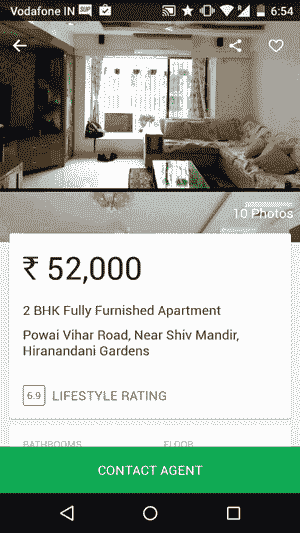 Vodafone IN
6:54
10 Photos
₹ 52,000
2 BHK Fully Furnished Apartment
Powai Vihar Road, Near Shiv Mandir,
Hiranandani Gardens
6.9 LIFESTYLE RATING
BATHROOMS FLOOR
CONTACT AGENT